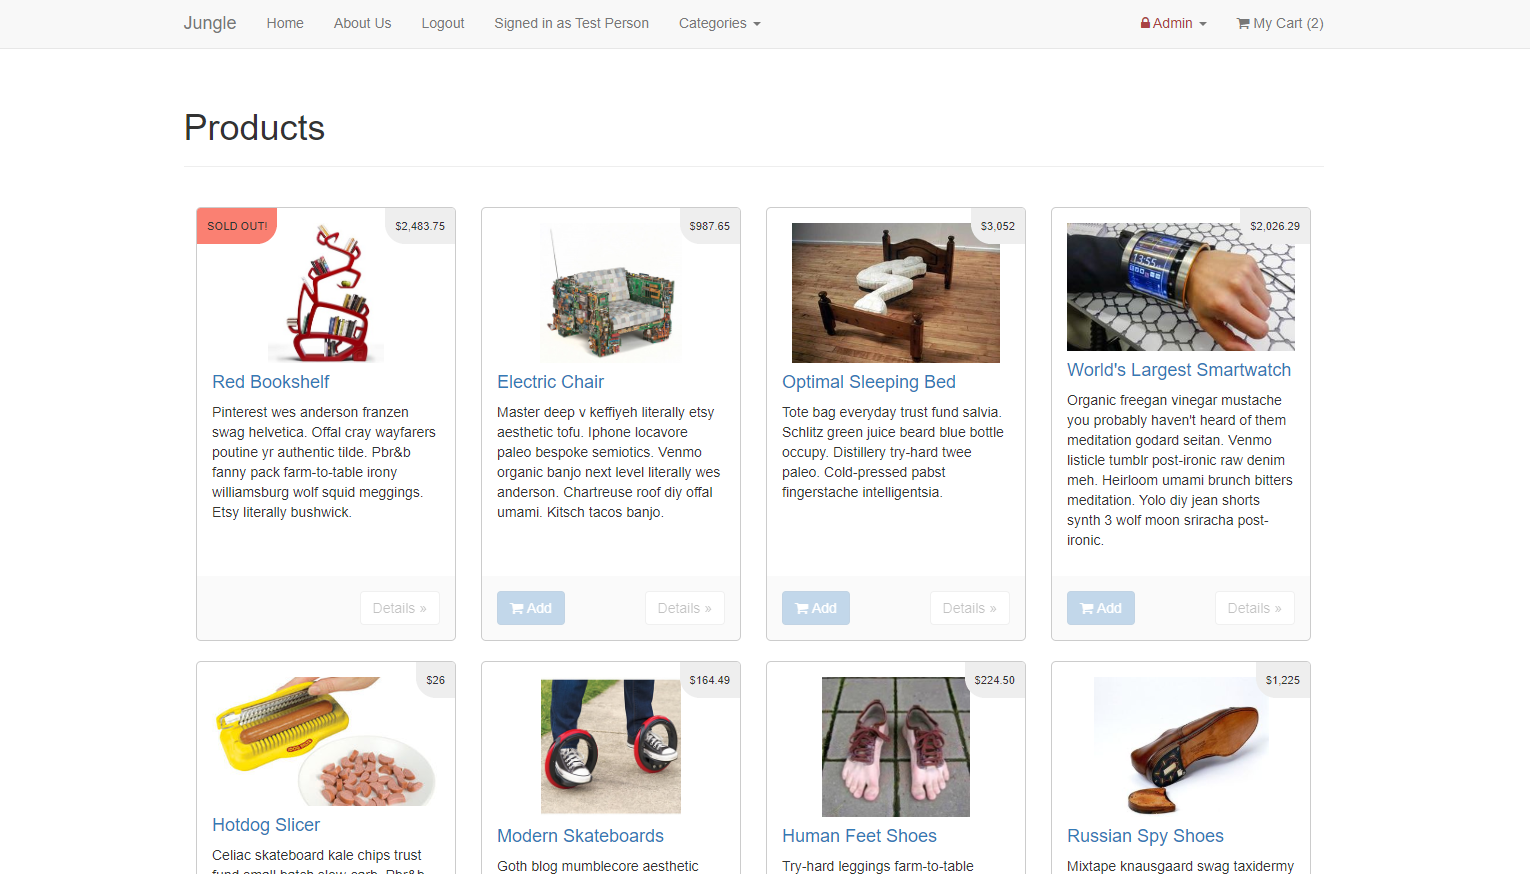 Jungle Home About Us Logout Signed in as Test Person Categories Admin My Cart (2)
Products
SOLD OUT! $2,483.75
Red Bookshelf
Pinterest wes anderson franzen
swag helvetica. Offal cray wayfarers
poutine yr authentic tilde. Pbr&b
fanny pack farm-to-table irony
williamsburg wolf squid meggings.
Etsy literally bushwick.
Details »
$987.65
Electric Chair
Master deep v keffiyeh literally etsy
aesthetic tofu. Iphone locavore
paleo bespoke semiotics. Venmo
organic banjo next level literally wes
anderson. Chartreuse roof diy offal
umami. Kitsch tacos banjo.
Add Details »
$3,052
Optimal Sleeping Bed
Tote bag everyday trust fund salvia.
Schlitz green juice beard blue bottle
occupy. Distillery try-hard twee
paleo. Cold-pressed pabst
fingerstache intelligentsia.
Add Details »
$2,026.29
13:55
World's Largest Smartwatch
Organic freegan vinegar mustache
you probably haven't heard of them
meditation godard seitan. Venmo
listicle tumblr post-ironic raw denim
meh. Heirloom umami brunch bitters
meditation. Yolo diy jean shorts
synth 3 wolf moon sriracha post-
ironic.
Add Details »
$26
Hotdog Slicer
Celiac skateboard kale chips trust
fund small batch slow-carb. Pbr&b
$164.49
Modern Skateboards
Goth blog mumblecore aesthetic
$224.50
Human Feet Shoes
Try-hard leggings farm-to-table
$1,225
Russian Spy Shoes
Mixtape knausgaard swag taxidermy